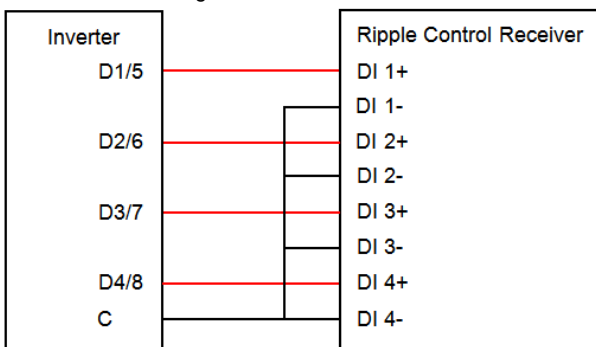 Inverter
D1/5
D2/6
D3/7
D4/8
C
Ripple Control Receiver
DI 1+
DI 1-
DI 2+
DI 2-
DI 3+
DI 3-
DI 4+
DI 4-